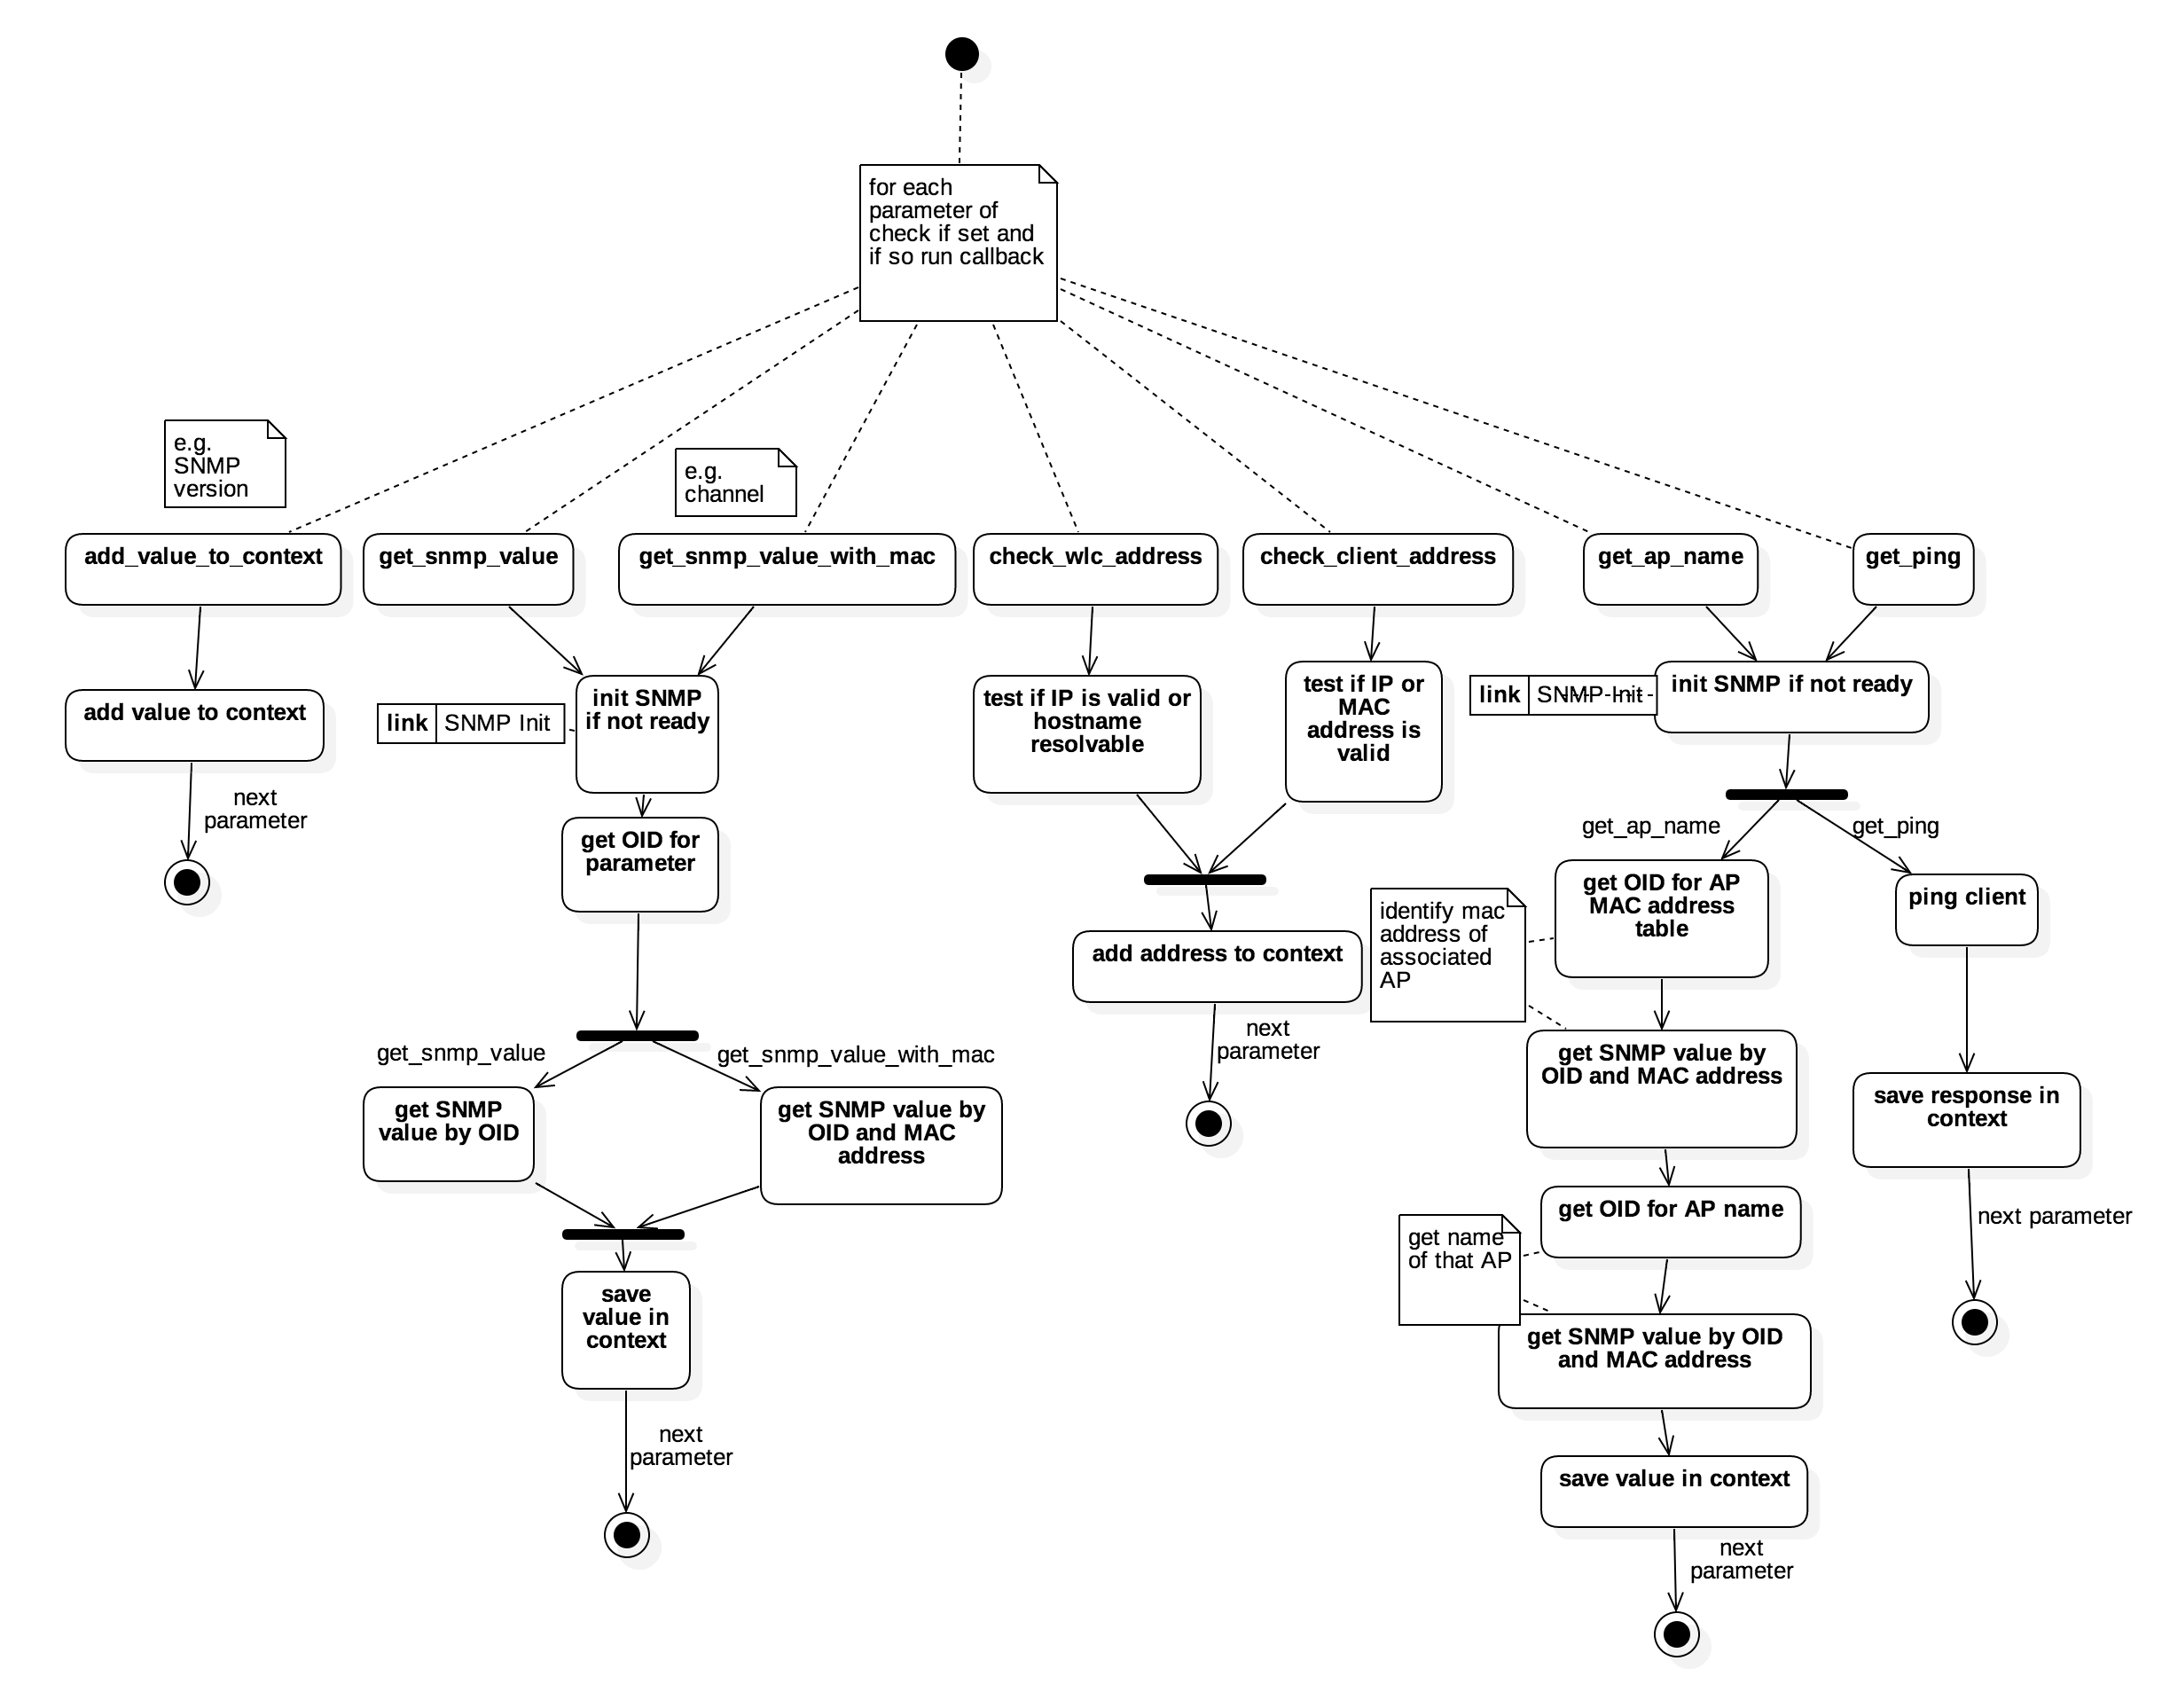 for each
parameter of
check if set and
if so run callback
e.g.
SNMP
version
e.g.
channel
add_value_to_context
get_snmp_value
get_snmp_value_with_mac
check_wlc_address
check_client_address
get_ap_name
get_ping
add value to context
next
parameter
link
SNMP Init
init SNMP
if not ready
get OID for
parameter
get_snmp_value
get_snmp_value_with_mac
get SNMP
value by OID
get SNMP value by
OID and MAC
address
save
value in
context
next
parameter
test if IP is valid or
hostname
resolvable
test if IP or
MAC
address is
valid
add address to context
next
parameter
link
SNMP Init
init SNMP if not ready
get_ap_name
get_ping
identify mac
address of
associated
AP
get OID for AP
MAC address
table
ping client
get SNMP value by
OID and MAC address
save response in
context
next parameter
get name
of that AP
get OID for AP name
get SNMP value by OID
and MAC address
save value in context
next
parameter